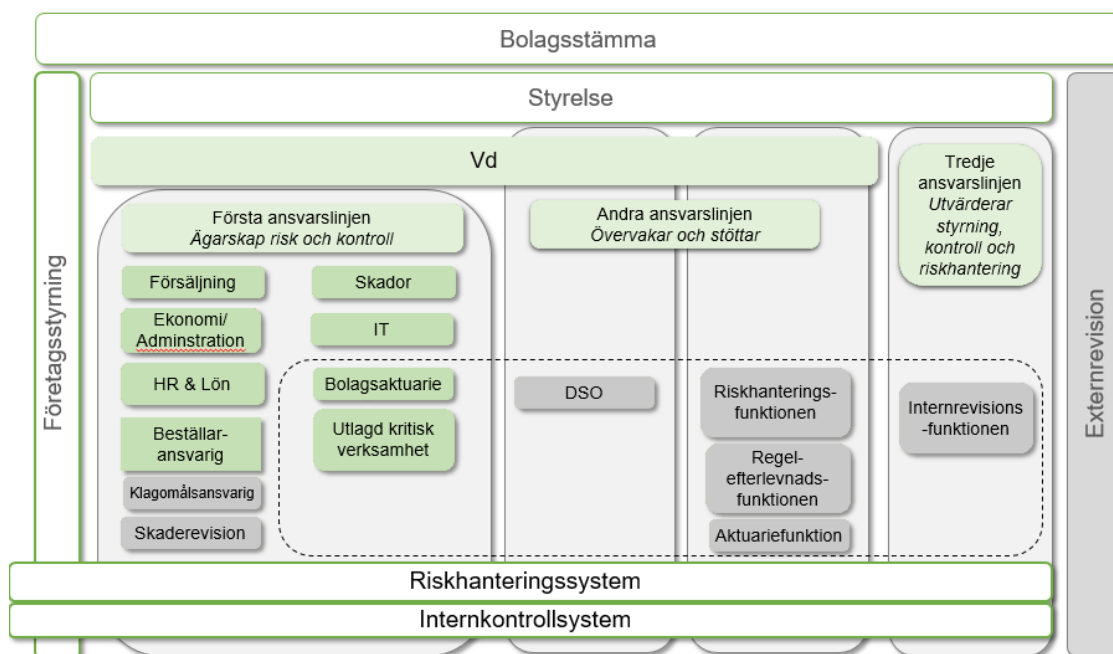 Bolagsstämma
Företagsstyrning
Styrelse
Externrevision
Vd
Första ansvarslinjen
Ägarskap risk och kontroll
Andra ansvarslinjen
Övervakar och stöttar
Tredje
ansvarslinjen
Utvärderar
styrning,
kontroll och
riskhantering
Försäljning
Skador
Ekonomi/
Adminstration
IT
HR & Lön
Bolagsaktuarie
Beställar-
ansvarig
Utlagd kritisk
verksamhet
Klagomålsansvarig
Skaderevision
DSO
Riskhanterings-
funktionen
Regel-
efterlevnads-
funktionen
Aktuariefunktion
Internrevisions
-funktionen
Riskhanteringssystem
Internkontrollsystem